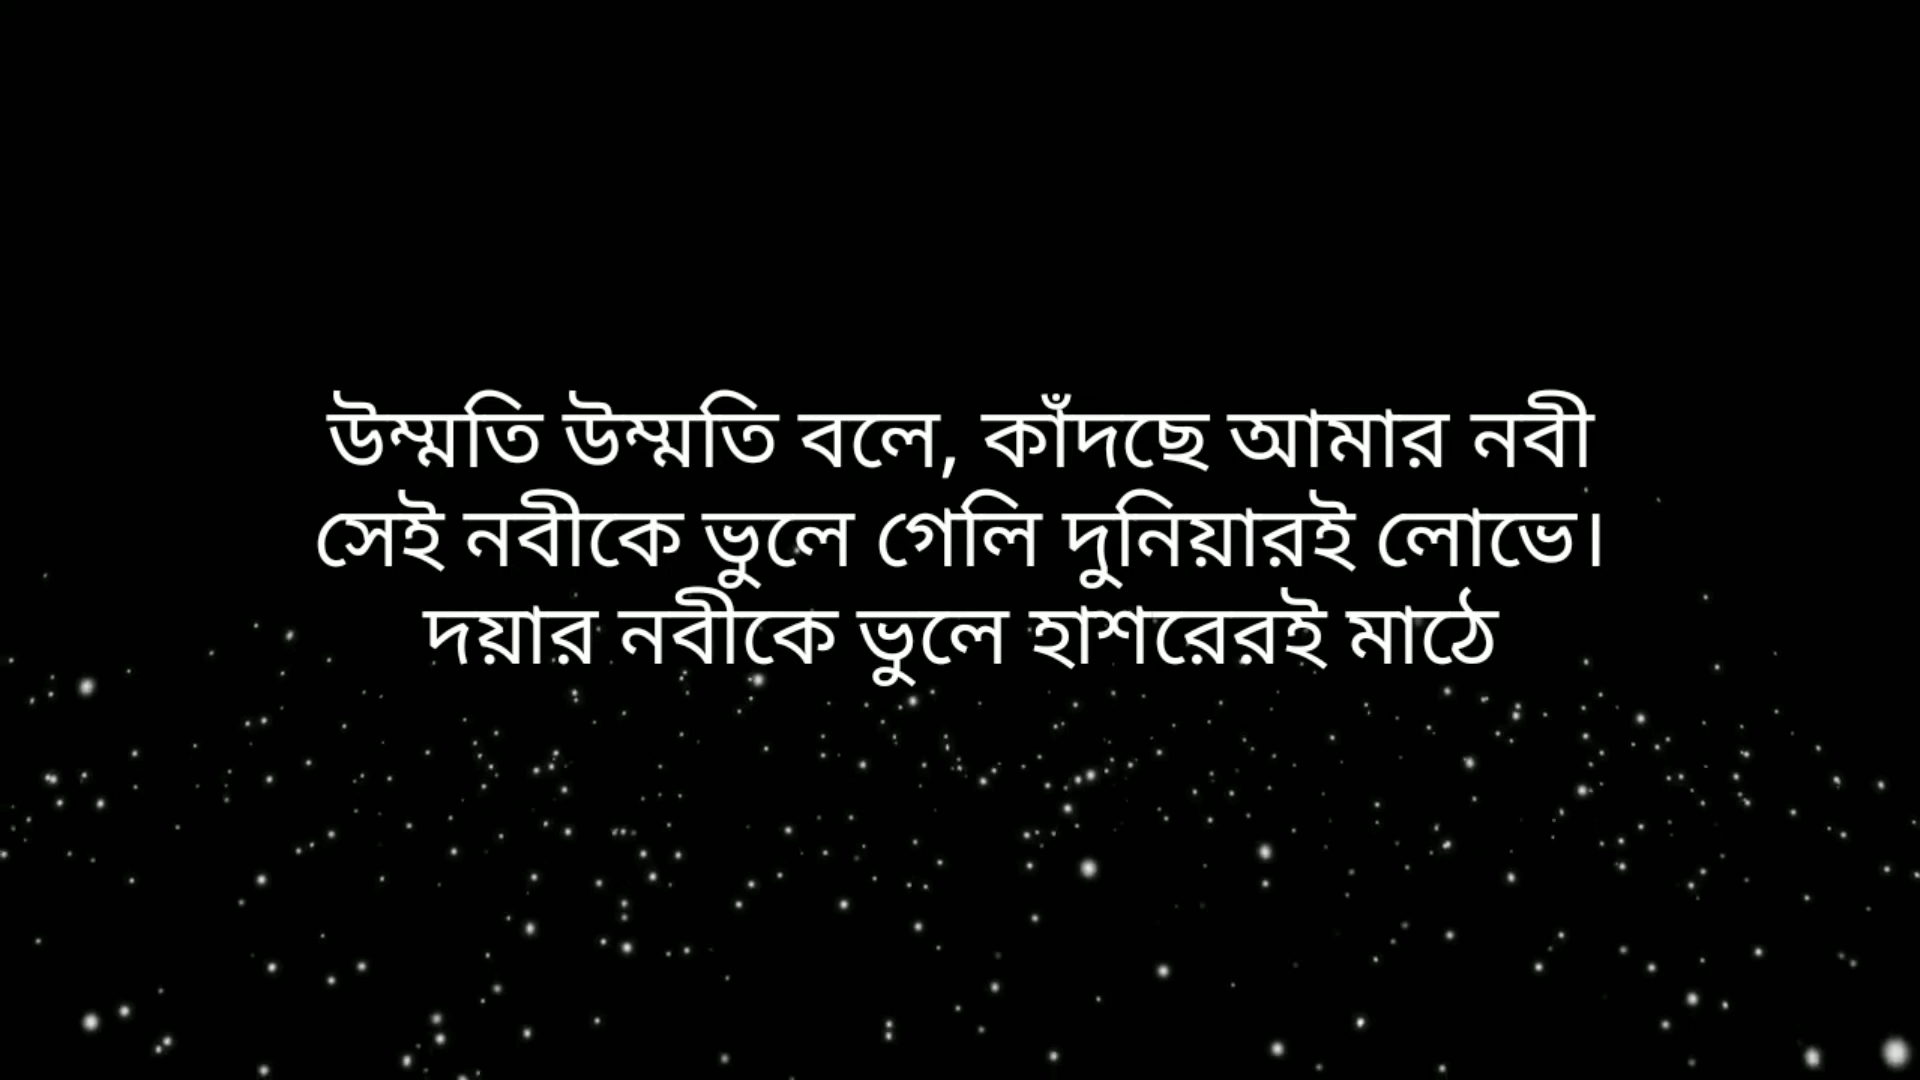 উম্মতি উম্মতি বলে, কাঁদছে আমার নবী
সেই নবীকে ভুলে গেলি দুনিয়ারই লোভে।
দয়ার নবীকে ভুলে হাশরেরই মাঠে